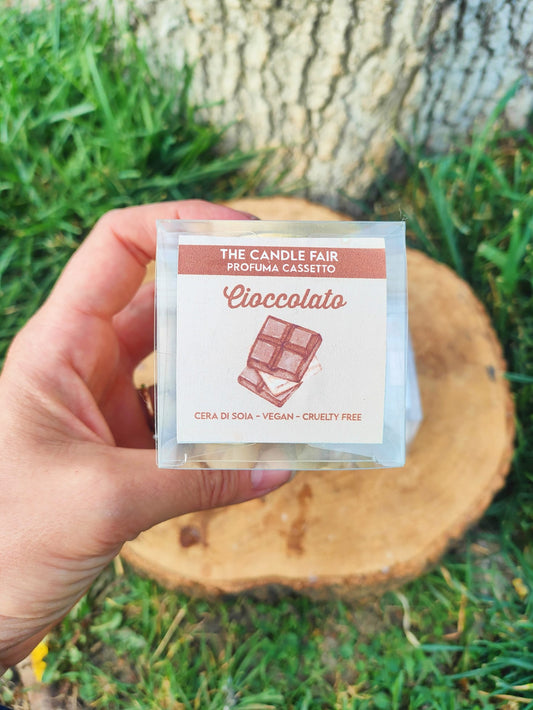 THE CANDLE FAIR
PROFUMA CASSETTO
Cioccolato
CERA DI SOIA - VEGAN - CRUELTY FREE